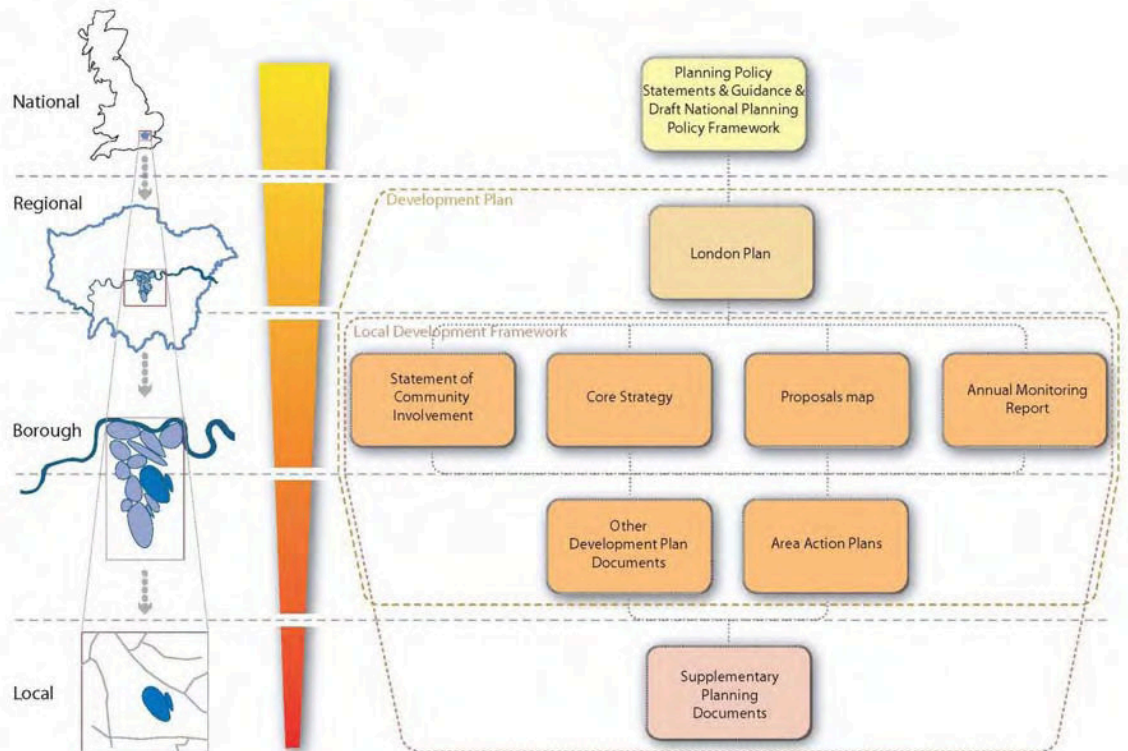 National
Planning Policy
Statements & Guidance &
Draft National Planning
Policy Framework
Regional
Development Plan
London Plan
Local Development Framework
Statement of
Community
Involvement
Core Strategy
Proposals map
Annual Monitoring
Report
Borough
Other
Development Plan
Documents
Area Action Plans
Local
Supplementary
Planning
Documents